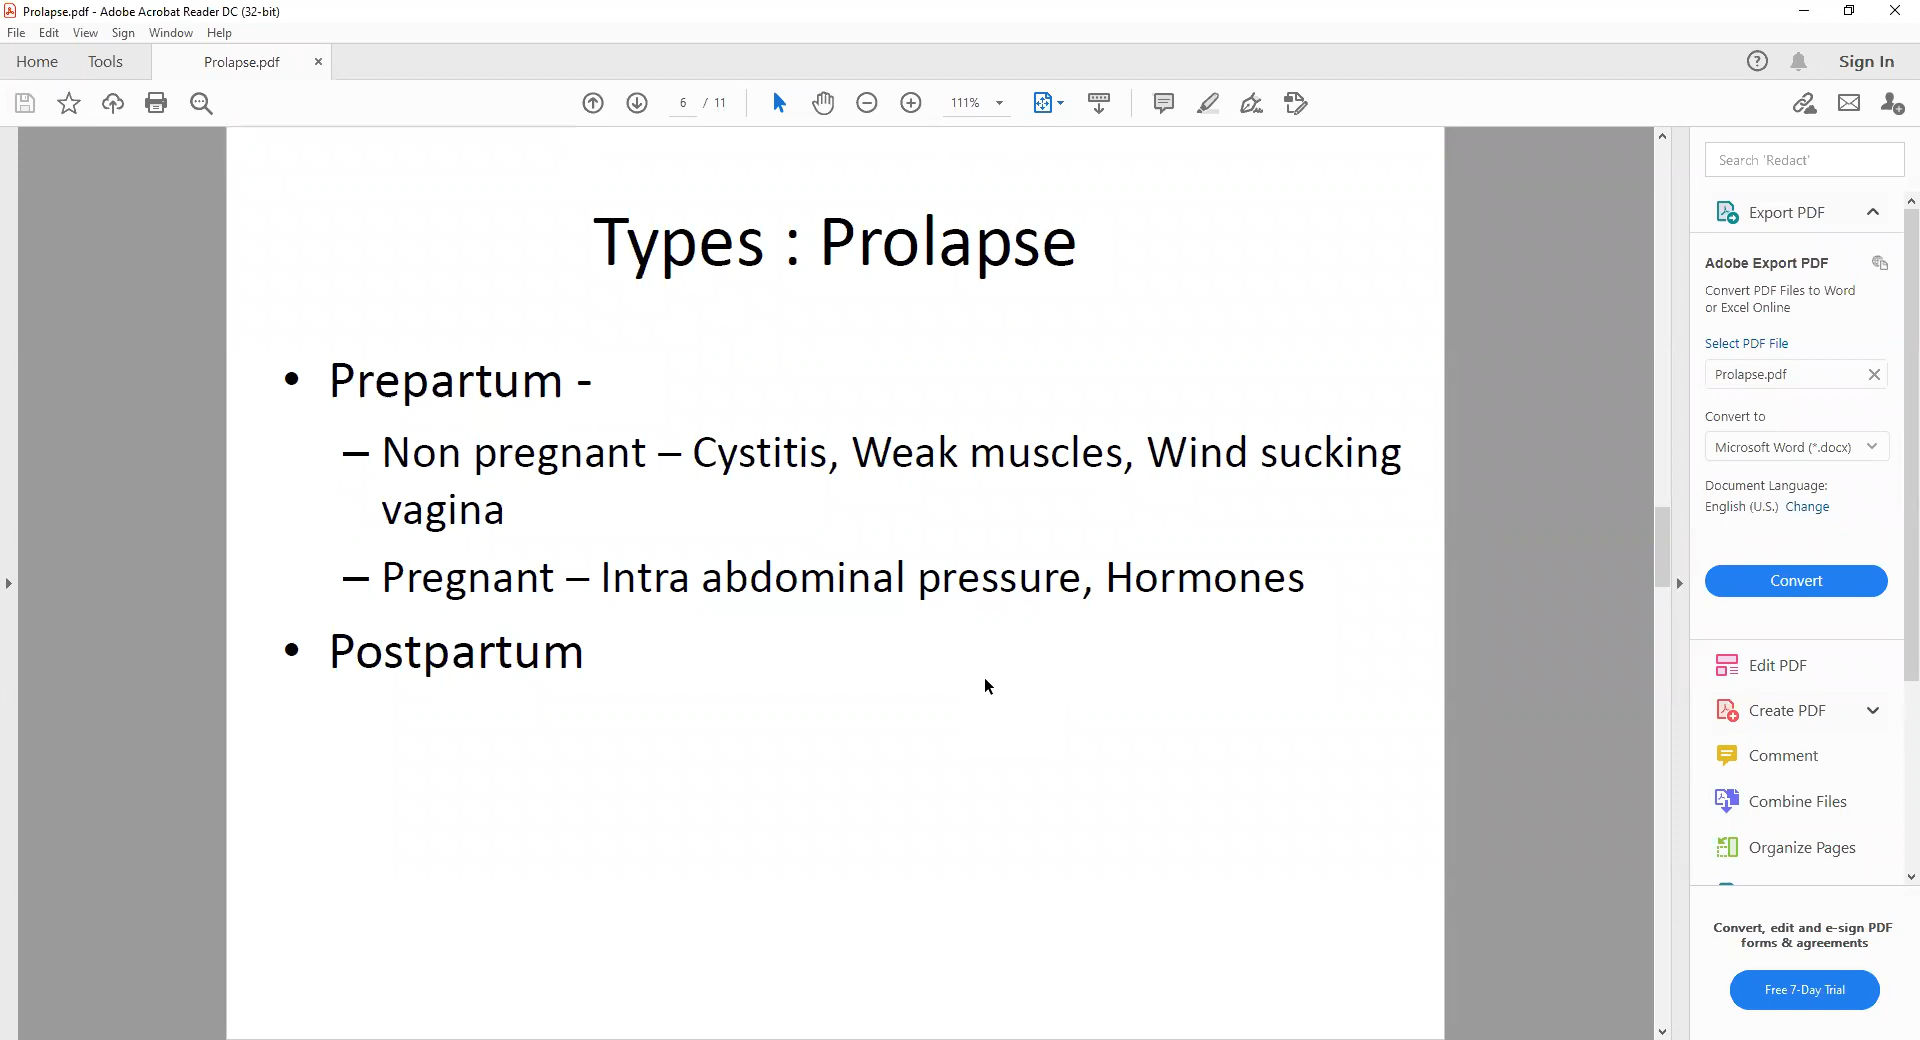 Prolapse.pdf - Adobe Acrobat Reader DC (32-bit)
File Edit View Sign Window Help
Home Tools Prolapse.pdf Sign In
6 / 11 111%
Types : Prolapse
• Prepartum -
– Non pregnant – Cystitis, Weak muscles, Wind sucking
vagina
– Pregnant – Intra abdominal pressure, Hormones
• Postpartum
Search 'Redact'
Export PDF
Adobe Export PDF
Convert PDF Files to Word
or Excel Online
Select PDF File
Prolapse.pdf
Convert to
Microsoft Word (*.docx)
Document Language:
English (U.S.) Change
Convert
Edit PDF
Create PDF
Comment
Combine Files
Organize Pages
Convert, edit and e-sign PDF
forms & agreements
Free 7-Day Trial